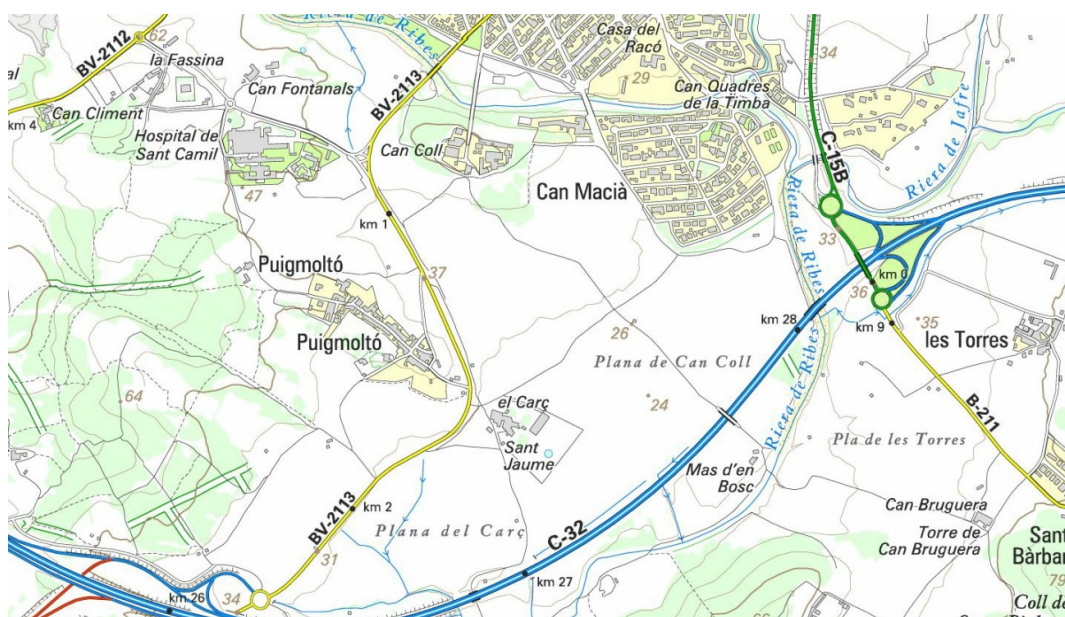 Riera de Ribes
Casa del
Racó
BV-2112
62
34
la Fassina
29
Can Fontanals
BV-2113
Can Quadres
de la Timba
Can Climent
km 4
Hospital de
Sant Camil
Can Coll
C-15B
Riera de Jafre
47
Can Macià
km 1
Riera de Ribes
33
Puigmoltó
37
km 0
36
km 9
35
km 28
26
les Torres
Puigmoltó
Plana de Can Coll
Riera de Ribes
64
24
el Carç
B-211
Sant
Jaume
Pla de les Torres
Mas d'en
Bosc
BV-2113
km 2
Can Bruguera
Plana del Carç
C-32
Torre de
Can Bruguera
31
km 27
79
km 26
34
Coll de